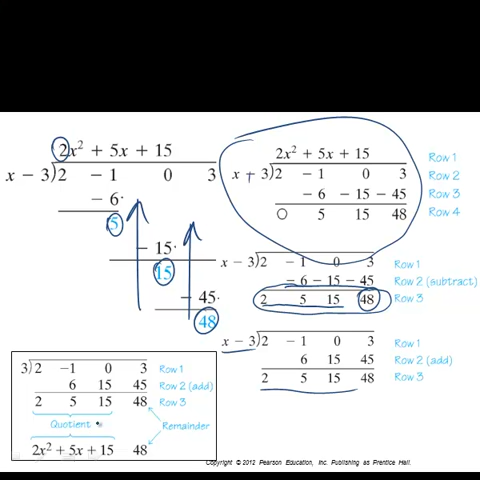 2x² + 5x + 15
x − 3)2 − 1 0 3
− 6
5
− 15
15
− 45
48
2x² + 5x + 15 Row 1
x − 3)2 − 1 0 3 Row 2
− 6 − 15 − 45 Row 3
0 5 15 48 Row 4
x − 3)2 − 1 0 3 Row 1
− 6 − 15 − 45 Row 2 (subtract)
2 5 15 48 Row 3
x − 3)2 − 1 0 3 Row 1
6 15 45 Row 2 (add)
2 5 15 48 Row 3
3)2 −1 0 3 Row 1
6 15 45 Row 2 (add)
2 5 15 48 Row 3
Quotient Remainder
2x² + 5x + 15 48
Copyright © 2012 Pearson Education, Inc. Publishing as Prentice Hall.